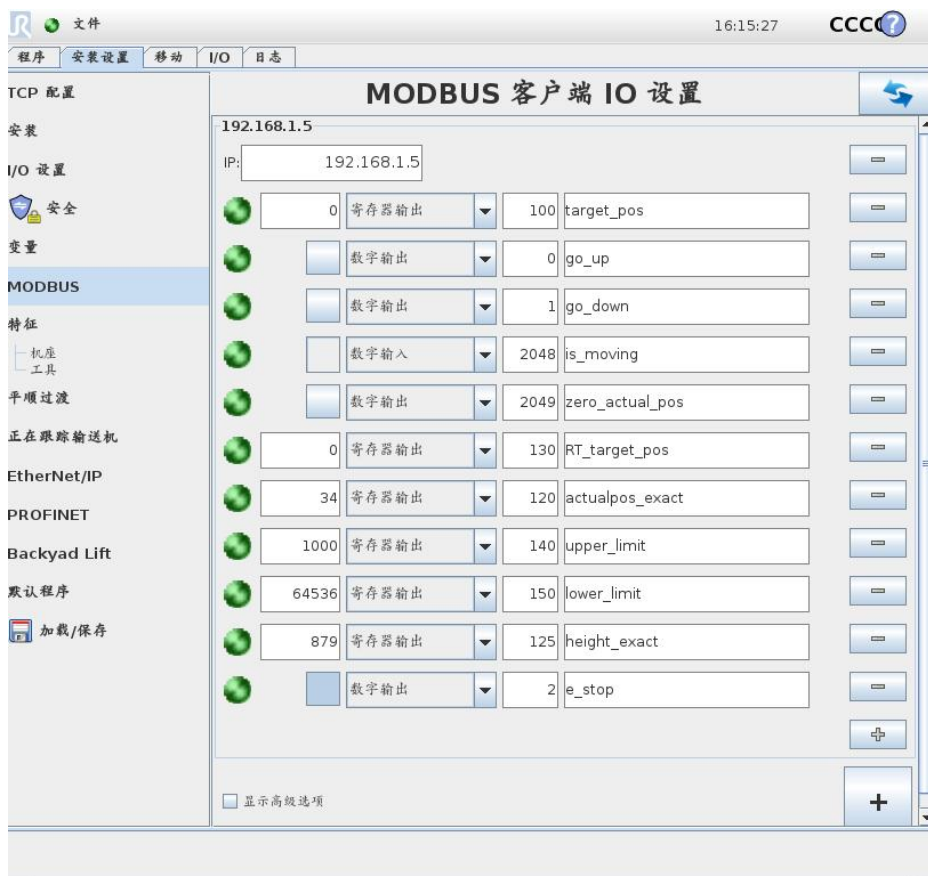 文件
16:15:27
CCCC
?
程序 安装设置 移动 I/O 日志
TCP 配置
安装
I/O 设置
安全
变量
MODBUS
特征
机座
工具
平顺过渡
正在跟踪输送机
EtherNet/IP
PROFINET
Backyad Lift
默认程序
加载/保存
MODBUS 客户端 IO 设置
192.168.1.5
IP: 192.168.1.5
0 寄存器输出 100 target_pos
数字输出 0 go_up
数字输出 1 go_down
数字输入 2048 is_moving
数字输出 2049 zero_actual_pos
0 寄存器输出 130 RT_target_pos
34 寄存器输出 120 actualpos_exact
1000 寄存器输出 140 upper_limit
64536 寄存器输出 150 lower_limit
879 寄存器输出 125 height_exact
数字输出 2 e_stop
显示高级选项